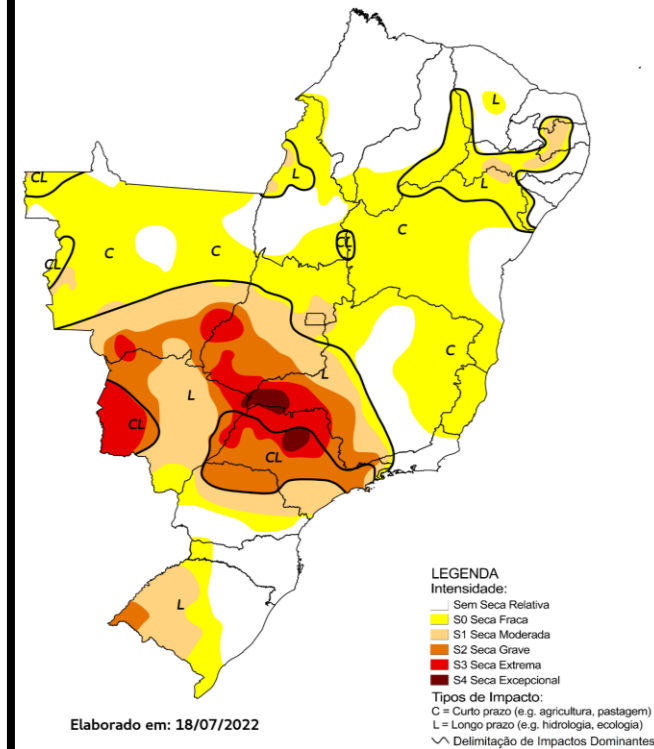 L
L
L
CL
C
CL
C
C
CL
C
L
L
CL
CL
L
LEGENDA
Intensidade:
Sem Seca Relativa
S0 Seca Fraca
S1 Seca Moderada
S2 Seca Grave
S3 Seca Extrema
S4 Seca Excepcional
Tipos de Impacto:
C = Curto prazo (e.g. agricultura, pastagem)
L = Longo prazo (e.g. hidrologia, ecologia)
Delimitação de Impactos Dominantes
Elaborado em: 18/07/2022